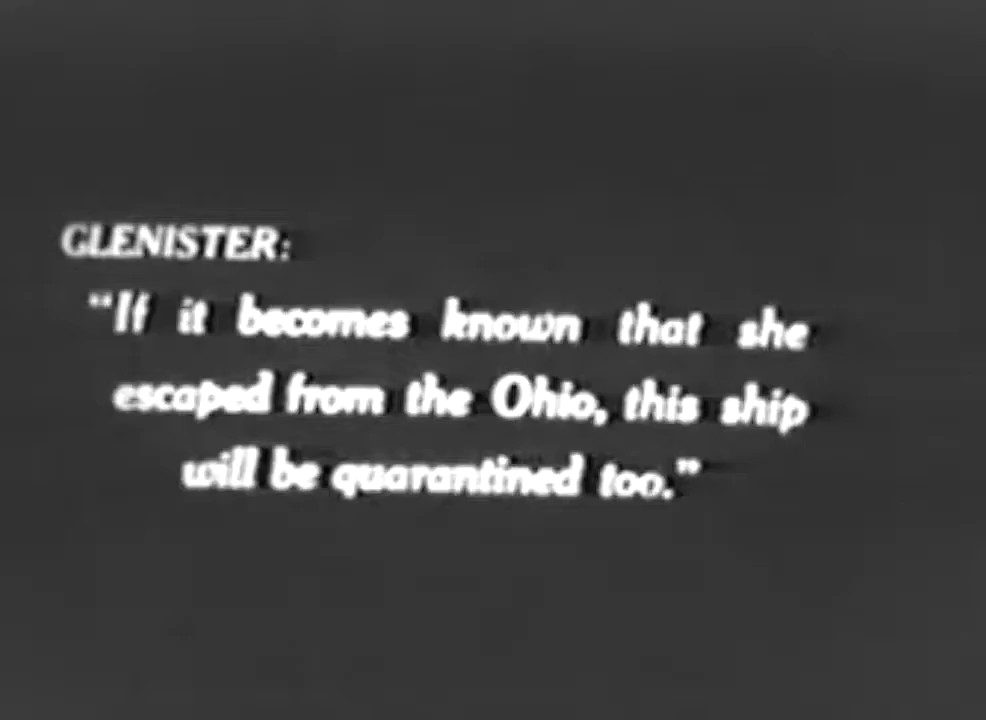 GLENISTER:
"If it becomes known that she
escaped from the Ohio, this ship
will be quarantined too."